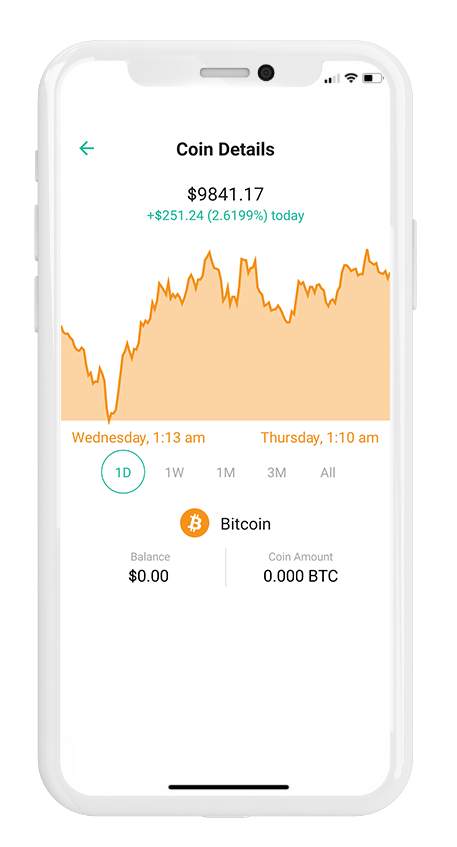 Coin Details
$9841.17
+$251.24 (2.6199%) today
Wednesday, 1:13 am Thursday, 1:10 am
1D 1W 1M 3M All
Bitcoin
Balance Coin Amount
$0.00 0.000 BTC